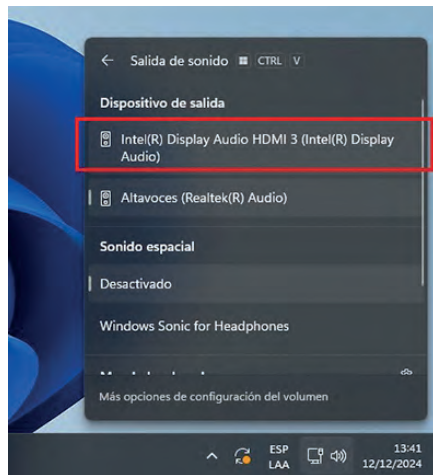 Salida de sonido CTRL V
Dispositivo de salida
Intel(R) Display Audio HDMI 3 (Intel(R) Display
Audio)
Altavoces (Realtek(R) Audio)
Sonido espacial
Desactivado
Windows Sonic for Headphones
Más opciones de configuración del volumen
ESP
LAA
13:41
12/12/2024